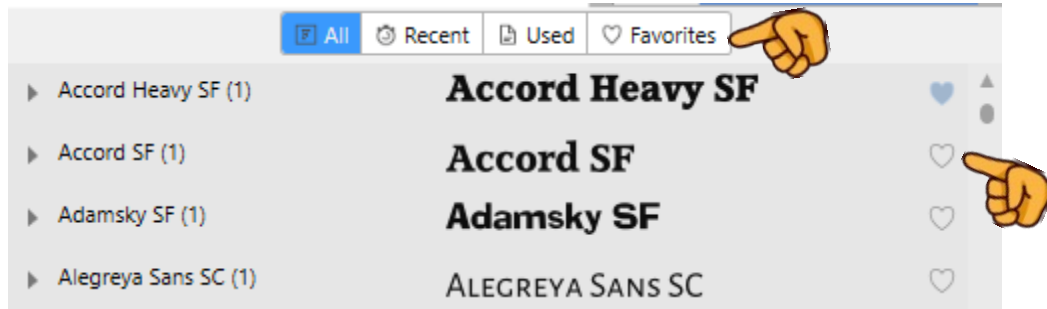 All Recent Used Favorites
Accord Heavy SF (1) Accord Heavy SF
Accord SF (1) Accord SF
Adamsky SF (1) Adamsky SF
Alegreya Sans SC (1) Alegreya Sans SC